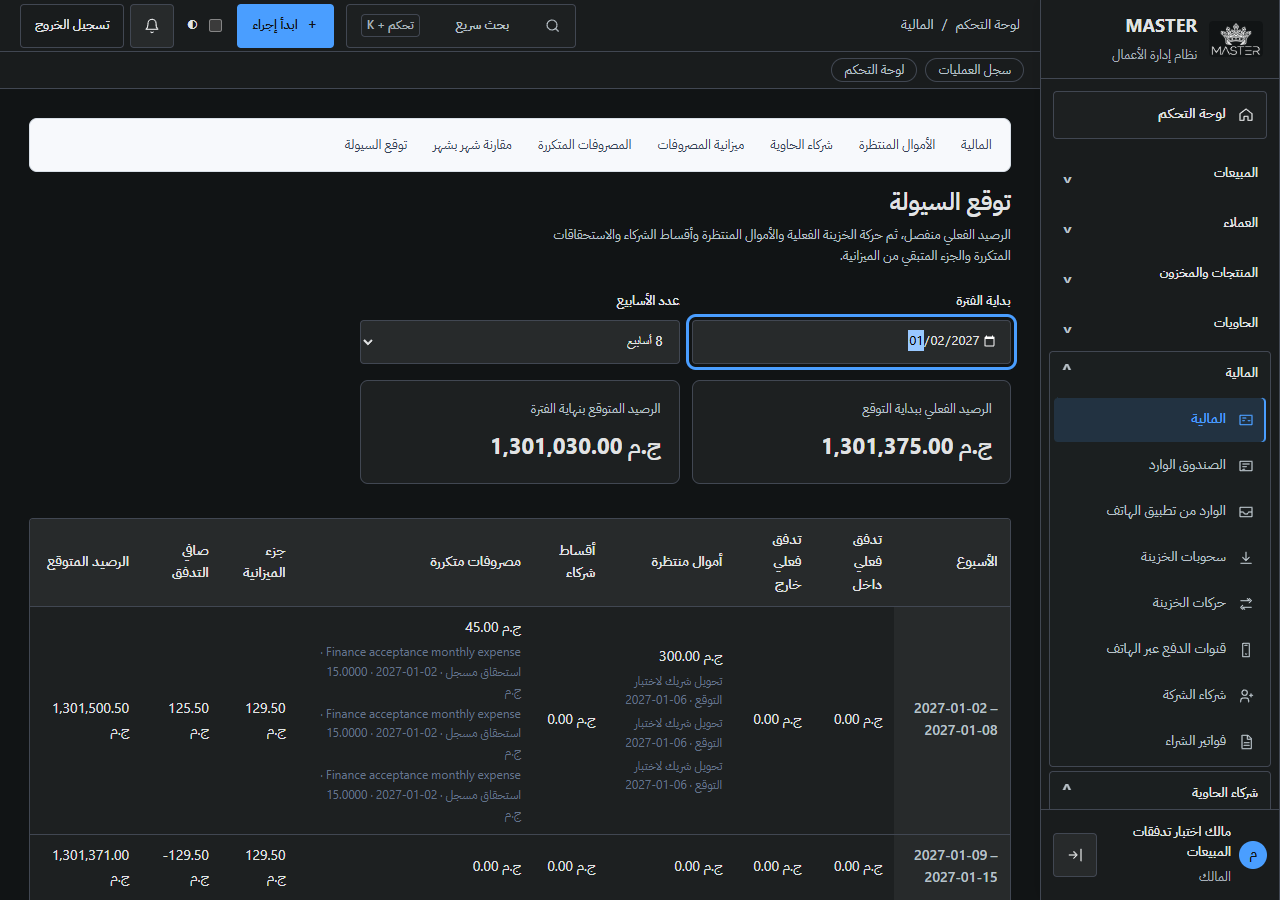 MASTER
نظام إدارة الأعمال
MASTER
لوحة التحكم / المالية
بحث سريع
تحكم + K
+ ابدأ إجراء
تسجيل الخروج
سجل العمليات
لوحة التحكم
لوحة التحكم
المبيعات
العملاء
المنتجات والمخزون
الحاويات
المالية
المالية
الصندوق الوارد
الوارد من تطبيق الهاتف
سحوبات الخزينة
حركات الخزينة
قنوات الدفع عبر الهاتف
شركاء الشركة
فواتير الشراء
شركاء الحاوية
م
مالك اختبار تدفقات
المبيعات
المالك
المالية
الأموال المنتظرة
شركاء الحاوية
ميزانية المصروفات
المصروفات المتكررة
مقارنة شهر بشهر
توقع السيولة
توقع السيولة
الرصيد الفعلي منفصل، ثم حركة الخزينة الفعلية والأموال المنتظرة وأقساط الشركاء والاستحقاقات
المتكررة والجزء المتبقي من الميزانية.
بداية الفترة
01/02/2027
عدد الأسابيع
8 أسابيع
الرصيد الفعلي ببداية التوقع
1,301,375.00 ج.م
الرصيد المتوقع بنهاية الفترة
1,301,030.00 ج.م
الأسبوع
تدفق
فعلي
داخل
تدفق
فعلي
خارج
أموال منتظرة
أقساط
شركاء
مصروفات متكررة
جزء
الميزانية
صافي
التدفق
الرصيد المتوقع
2027-01-02 –
2027-01-08
0.00 ج.م
0.00 ج.م
300.00 ج.م
تحويل شريك لاختبار
التوقع · 2027-01-06
تحويل شريك لاختبار
التوقع · 2027-01-06
تحويل شريك لاختبار
التوقع · 2027-01-06
0.00 ج.م
45.00 ج.م
Finance acceptance monthly expense ·
استحقاق مسجل · 2027-01-02 · 15.0000
ج.م
Finance acceptance monthly expense ·
استحقاق مسجل · 2027-01-02 · 15.0000
ج.م
Finance acceptance monthly expense ·
استحقاق مسجل · 2027-01-02 · 15.0000
ج.م
129.50
ج.م
125.50
ج.م
1,301,500.50
ج.م
2027-01-09 –
2027-01-15
0.00 ج.م
0.00 ج.م
0.00 ج.م
0.00 ج.م
0.00 ج.م
129.50
ج.م
-129.50
ج.م
1,301,371.00
ج.م